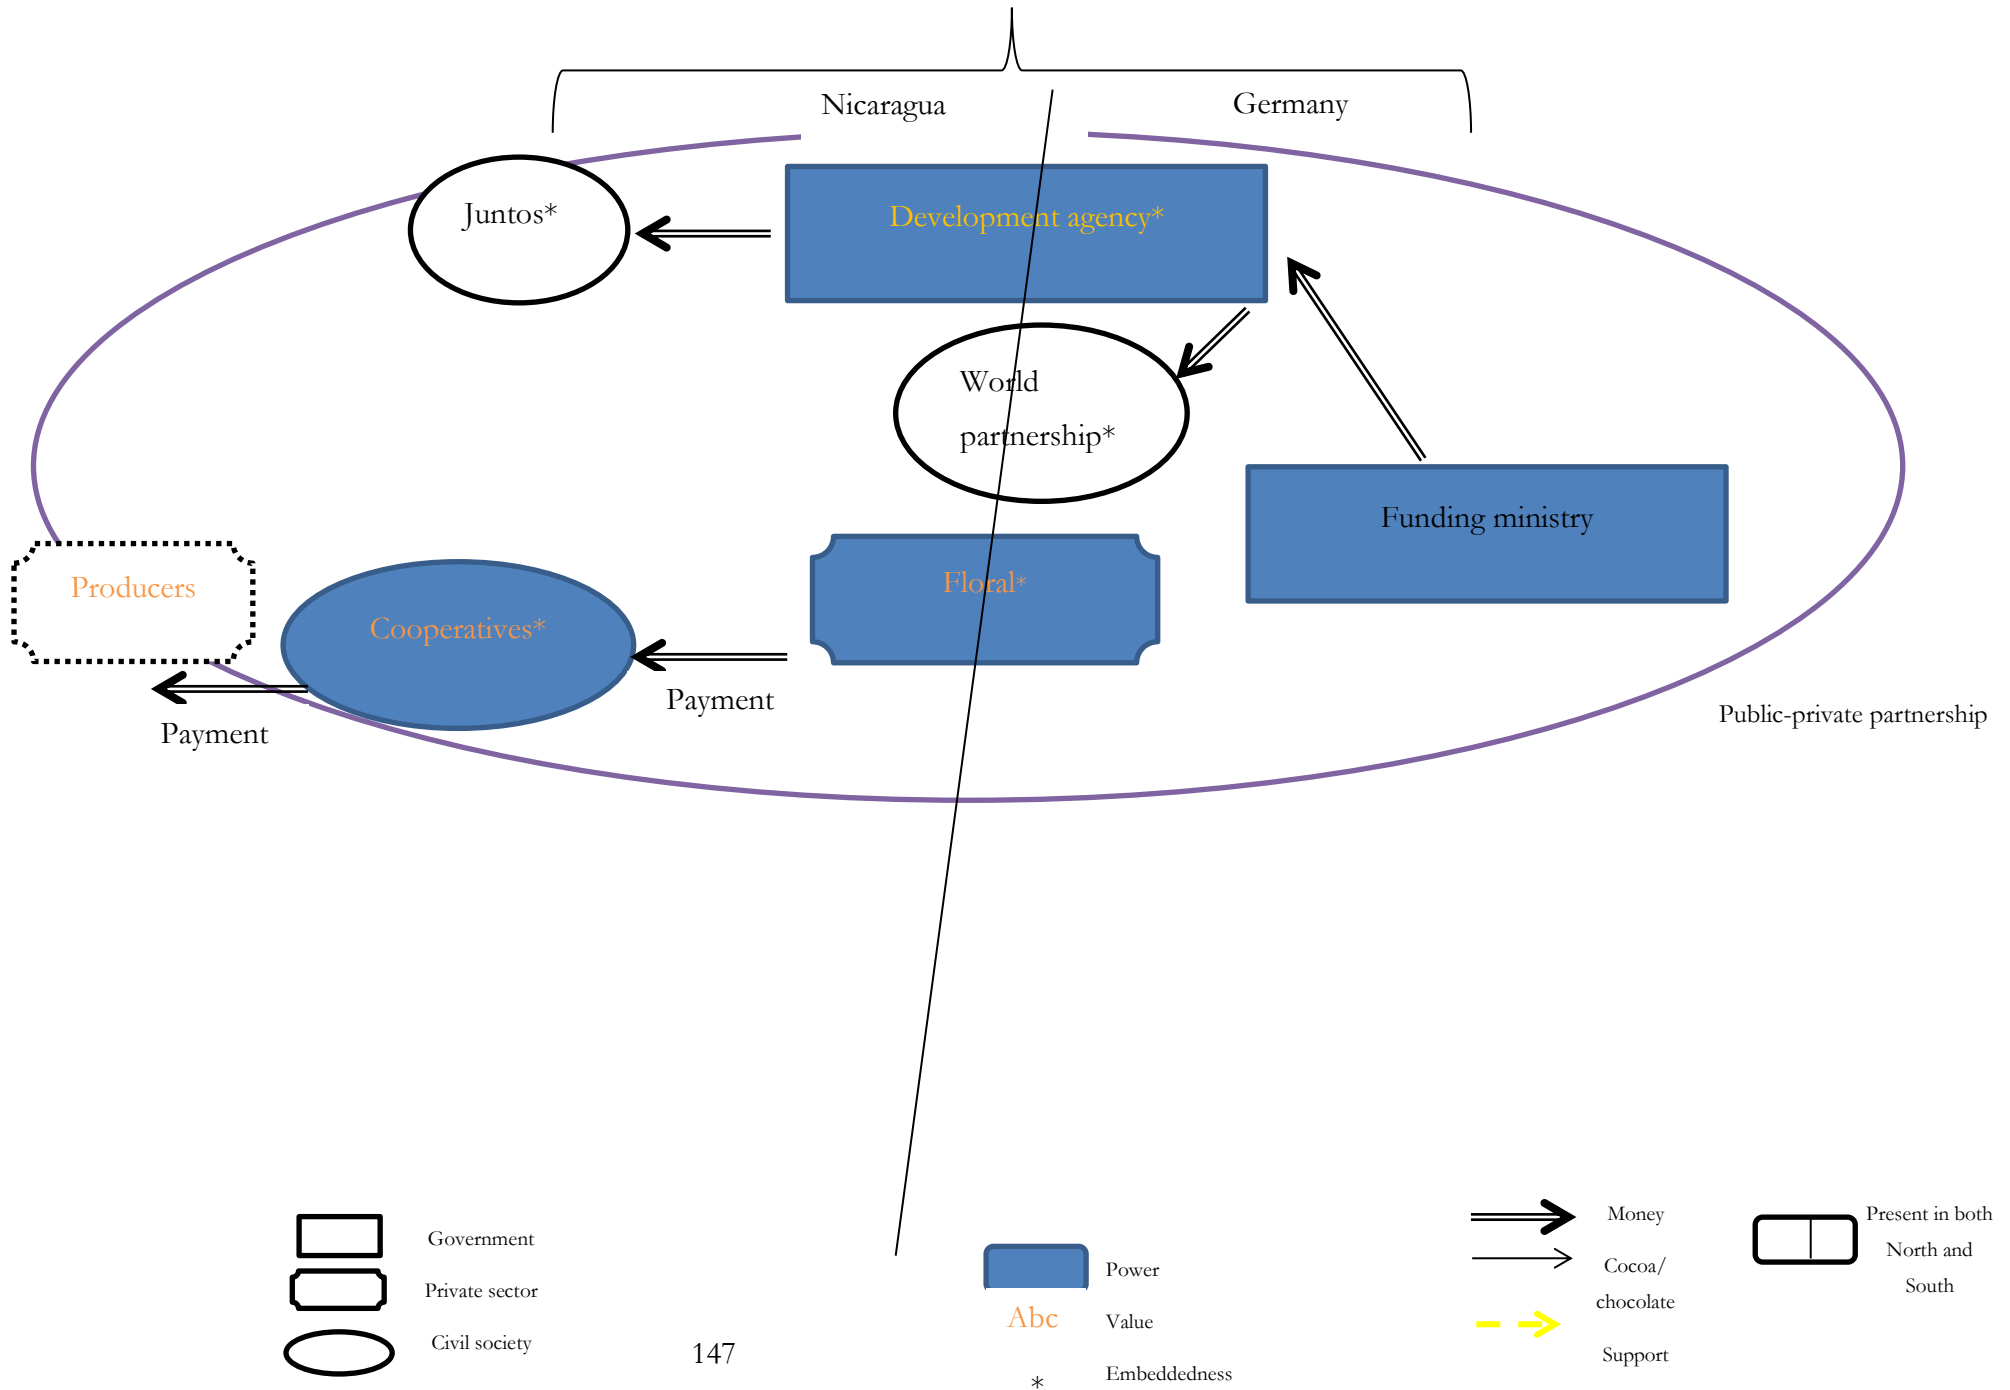 Nicaragua
Germany
Juntos*
Development agency*
World
partnership*
Funding ministry
Producers
Floral*
Cooperatives*
Payment
Payment
Public-private partnership
Government
Private sector
Civil society
147
Power
Abc
Value
*
Embeddedness
Money
Cocoa/
chocolate
Support
Present in both
North and
South